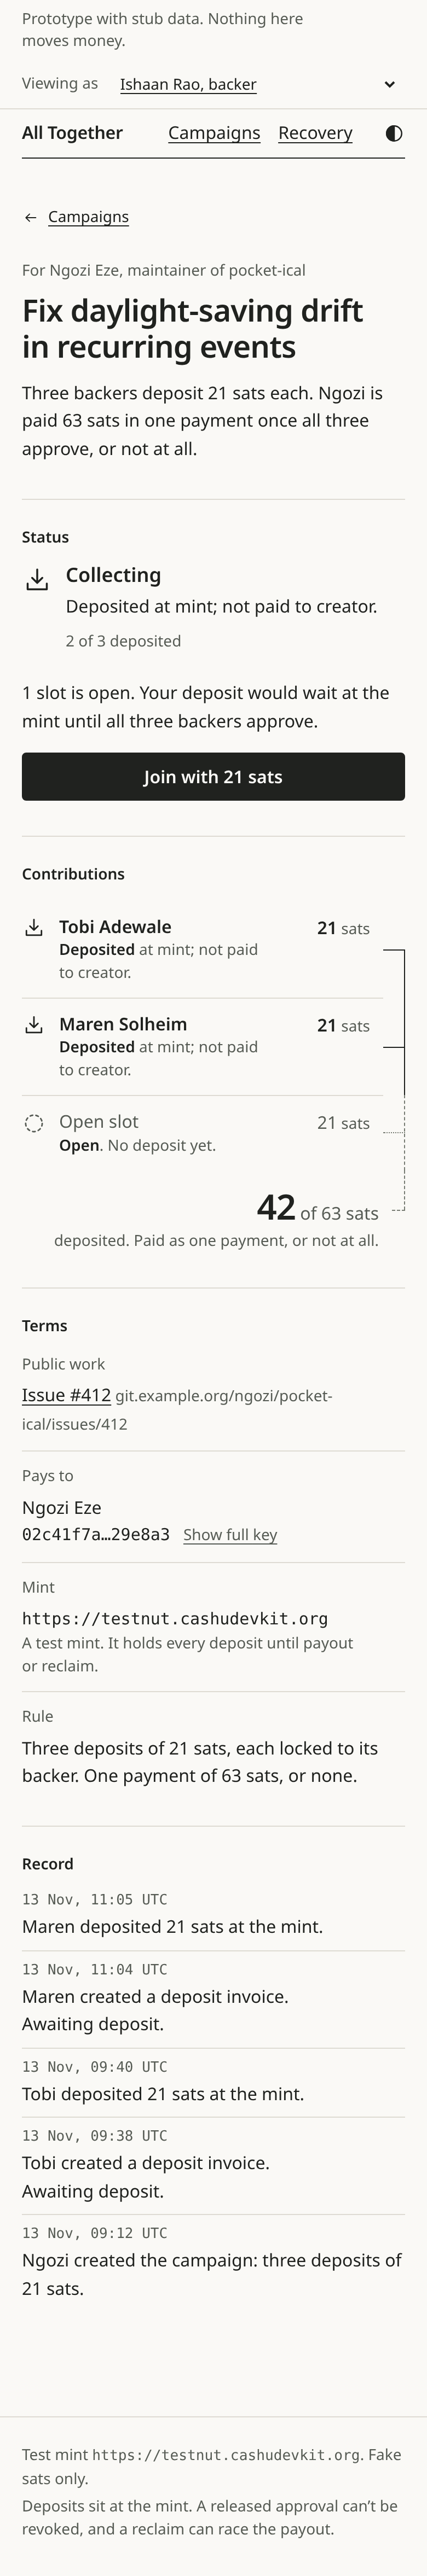 Prototype with stub data. Nothing here
moves money.
Viewing as Ishaan Rao, backer
All Together Campaigns Recovery
← Campaigns
For Ngozi Eze, maintainer of pocket-ical
Fix daylight-saving drift
in recurring events
Three backers deposit 21 sats each. Ngozi is
paid 63 sats in one payment once all three
approve, or not at all.
Status
Collecting
Deposited at mint; not paid to creator.
2 of 3 deposited
1 slot is open. Your deposit would wait at the
mint until all three backers approve.
Join with 21 sats
Contributions
Tobi Adewale 21 sats
Deposited at mint; not paid
to creator.
Maren Solheim 21 sats
Deposited at mint; not paid
to creator.
Open slot 21 sats
Open. No deposit yet.
42 of 63 sats
deposited. Paid as one payment, or not at all.
Terms
Public work
Issue #412 git.example.org/ngozi/pocket-
ical/issues/412
Pays to
Ngozi Eze
02c41f7a…29e8a3 Show full key
Mint
https://testnut.cashudevkit.org
A test mint. It holds every deposit until payout
or reclaim.
Rule
Three deposits of 21 sats, each locked to its
backer. One payment of 63 sats, or none.
Record
13 Nov, 11:05 UTC
Maren deposited 21 sats at the mint.
13 Nov, 11:04 UTC
Maren created a deposit invoice.
Awaiting deposit.
13 Nov, 09:40 UTC
Tobi deposited 21 sats at the mint.
13 Nov, 09:38 UTC
Tobi created a deposit invoice.
Awaiting deposit.
13 Nov, 09:12 UTC
Ngozi created the campaign: three deposits of
21 sats.
Test mint https://testnut.cashudevkit.org. Fake
sats only.
Deposits sit at the mint. A released approval can’t be
revoked, and a reclaim can race the payout.